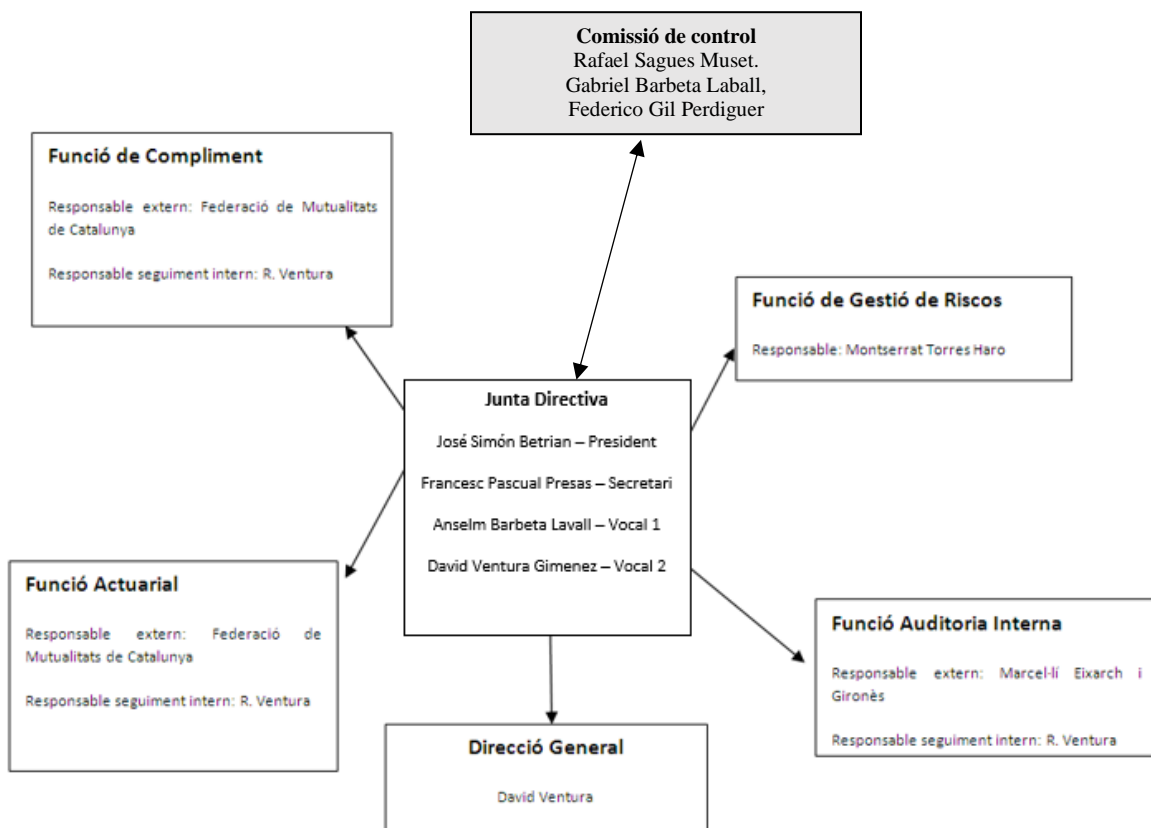 Comissió de control
Rafael Sagues Muset.
Gabriel Barbeta Laball,
Federico Gil Perdiguer
Funció de Compliment
Responsable extern: Federació de Mutualitats
de Catalunya
Responsable seguiment intern: R. Ventura
Funció de Gestió de Riscos
Responsable: Montserrat Torres Haro
Junta Directiva
José Simón Betrian – President
Francesc Pascual Presas – Secretari
Anselm Barbeta Lavall – Vocal 1
David Ventura Gimenez – Vocal 2
Funció Actuarial
Responsable extern: Federació de
Mutualitats de Catalunya
Responsable seguiment intern: R. Ventura
Funció Auditoria Interna
Responsable extern: Marcel·lí Eixarch i
Gironès
Responsable seguiment intern: R. Ventura
Direcció General
David Ventura